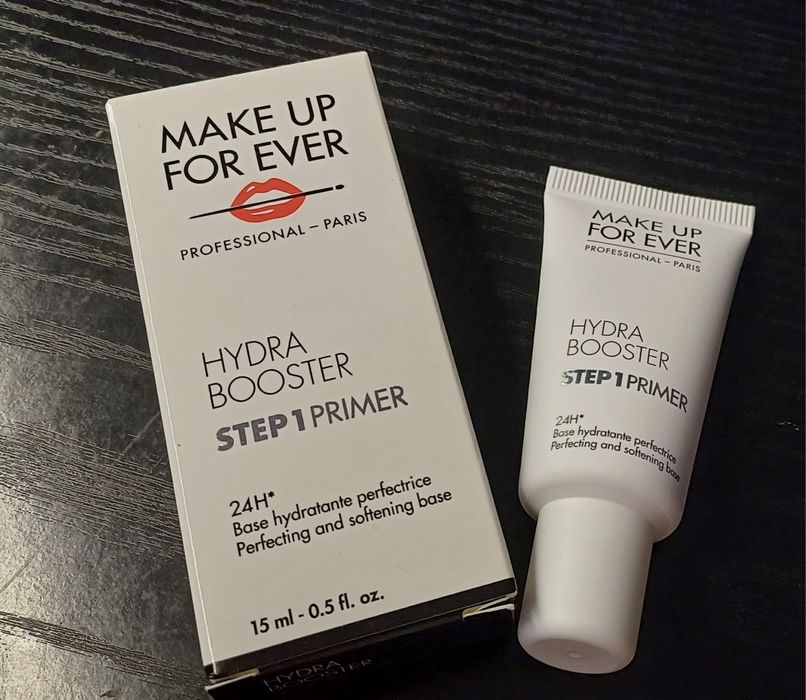 MAKE UP
FOR EVER
PROFESSIONAL – PARIS
HYDRA
BOOSTER
STEP 1 PRIMER
24H*
Base hydratante perfectrice
Perfecting and softening base
15 ml - 0.5 fl. oz.
HYDRA
BOOSTER
MAKE UP
FOR EVER
PROFESSIONAL – PARIS
HYDRA
BOOSTER
STEP 1 PRIMER
24H*
Base hydratante perfectrice
Perfecting and softening base